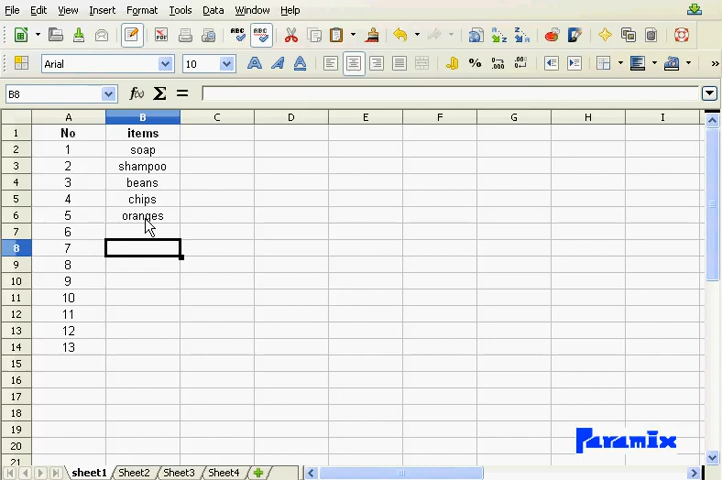 File Edit View Insert Format Tools Data Window Help
Arial 10
B8
A B C D E F G H I
1 No items
2 1 soap
3 2 shampoo
4 3 beans
5 4 chips
6 5 oranges
7 6
8 7
9 8
10 9
11 10
12 11
13 12
14 13
15
16
17
18
19
20
21
Paramix
sheet1 Sheet2 Sheet3 Sheet4